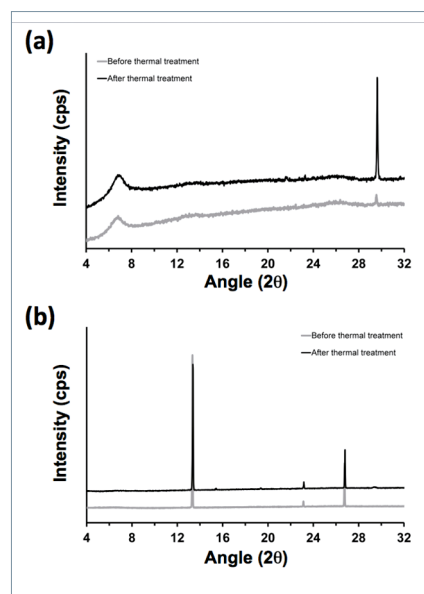 (a)
Before thermal treatment
After thermal treatment
Intensity (cps)
4 8 12 16 20 24 28 32
Angle (2θ)
(b)
Before thermal treatment
After thermal treatment
Intensity (cps)
4 8 12 16 20 24 28 32
Angle (2θ)